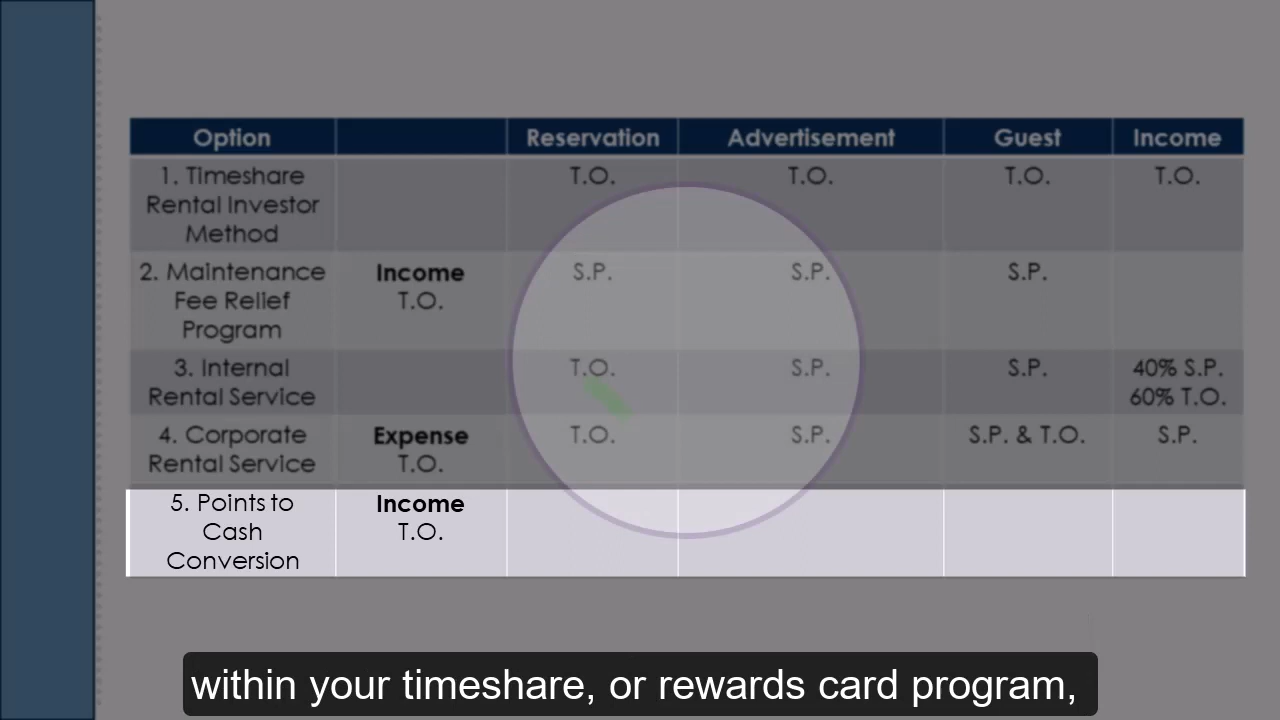 Option Reservation Advertisement Guest Income
1. Timeshare T.O. T.O. T.O. T.O.
Rental Investor
Method
2. Maintenance Income S.P. S.P. S.P.
Fee Relief T.O.
Program
3. Internal T.O. S.P. S.P. 40% S.P.
Rental Service 60% T.O.
4. Corporate Expense T.O. S.P. S.P. & T.O. S.P.
Rental Service T.O.
5. Points to Income
Cash T.O.
Conversion
within your timeshare, or rewards card program,